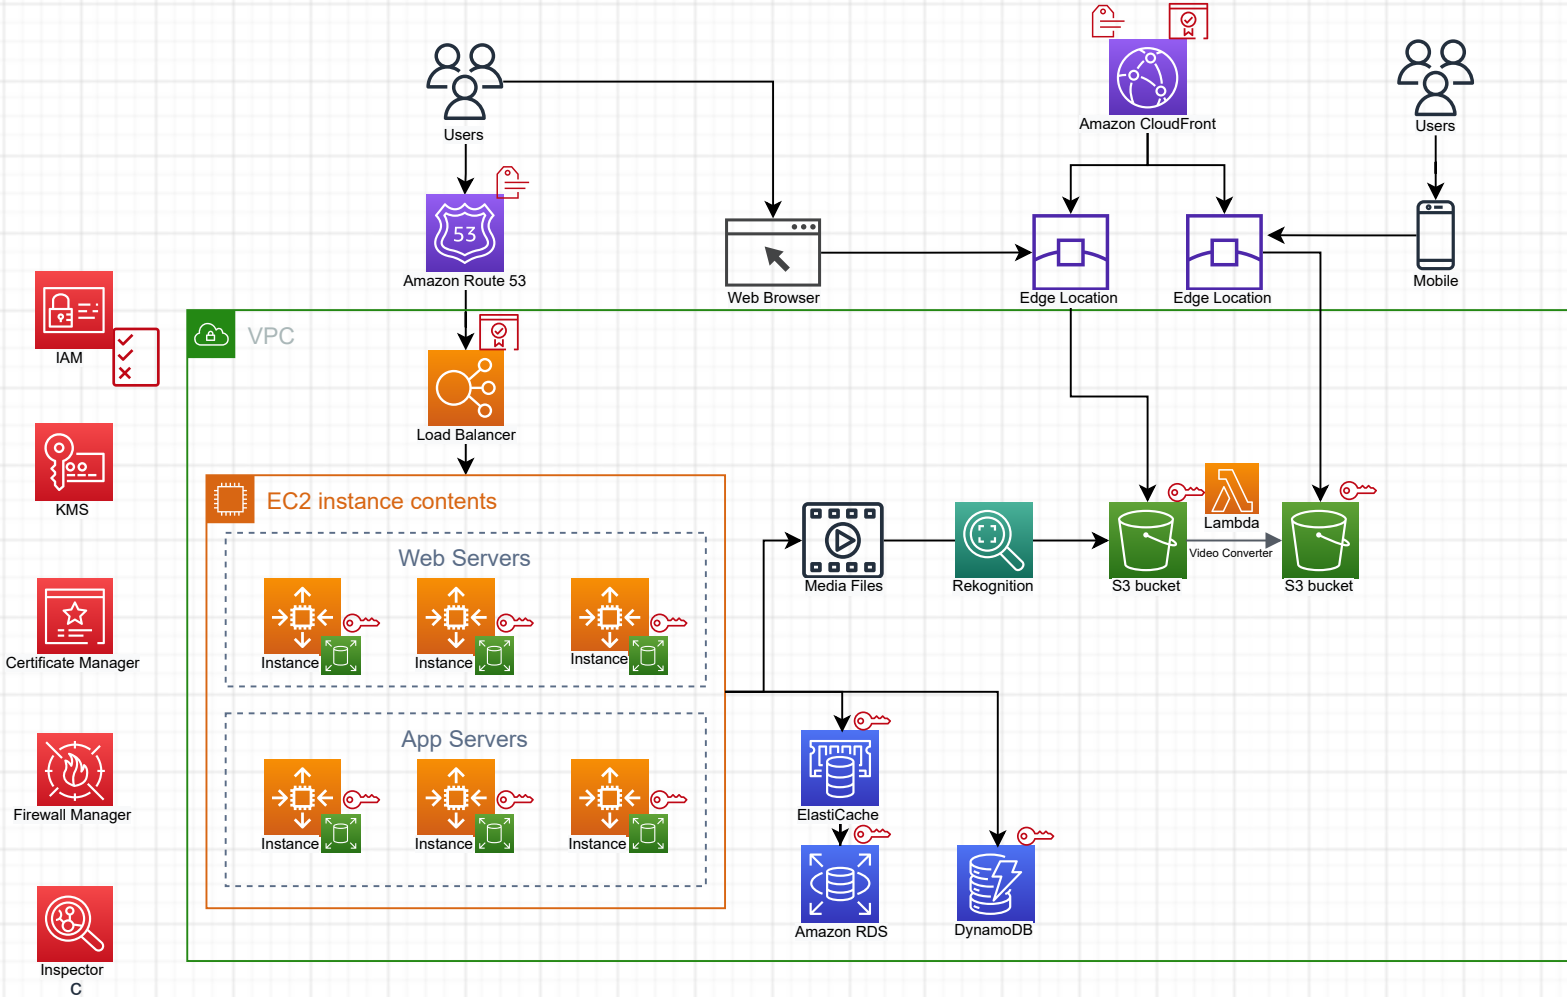 Users
Amazon CloudFront
Users
53
Amazon Route 53
Web Browser
Edge Location
Edge Location
Mobile
IAM
VPC
Load Balancer
KMS
EC2 instance contents
Web Servers
Instance
Instance
Instance
Media Files
Rekognition
S3 bucket
Lambda
Video Converter
S3 bucket
Certificate Manager
App Servers
Instance
Instance
Instance
Firewall Manager
ElastiCache
Amazon RDS
DynamoDB
Inspector
C